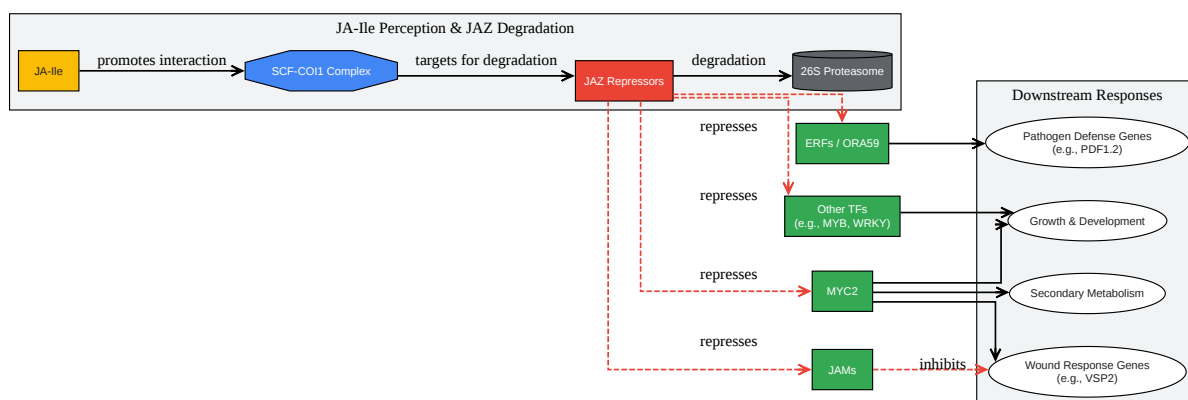 JA-Ile Perception & JAZ Degradation
JA-Ile
promotes interaction
SCF-COI1 Complex
targets for degradation
JAZ Repressors
degradation
26S Proteasome
Downstream Responses
represses
ERFs / ORA59
Pathogen Defense Genes
(e.g., PDF1.2)
represses
Other TFs
(e.g., MYB, WRKY)
Growth & Development
represses
MYC2
Secondary Metabolism
represses
JAMs
inhibits
Wound Response Genes
(e.g., VSP2)